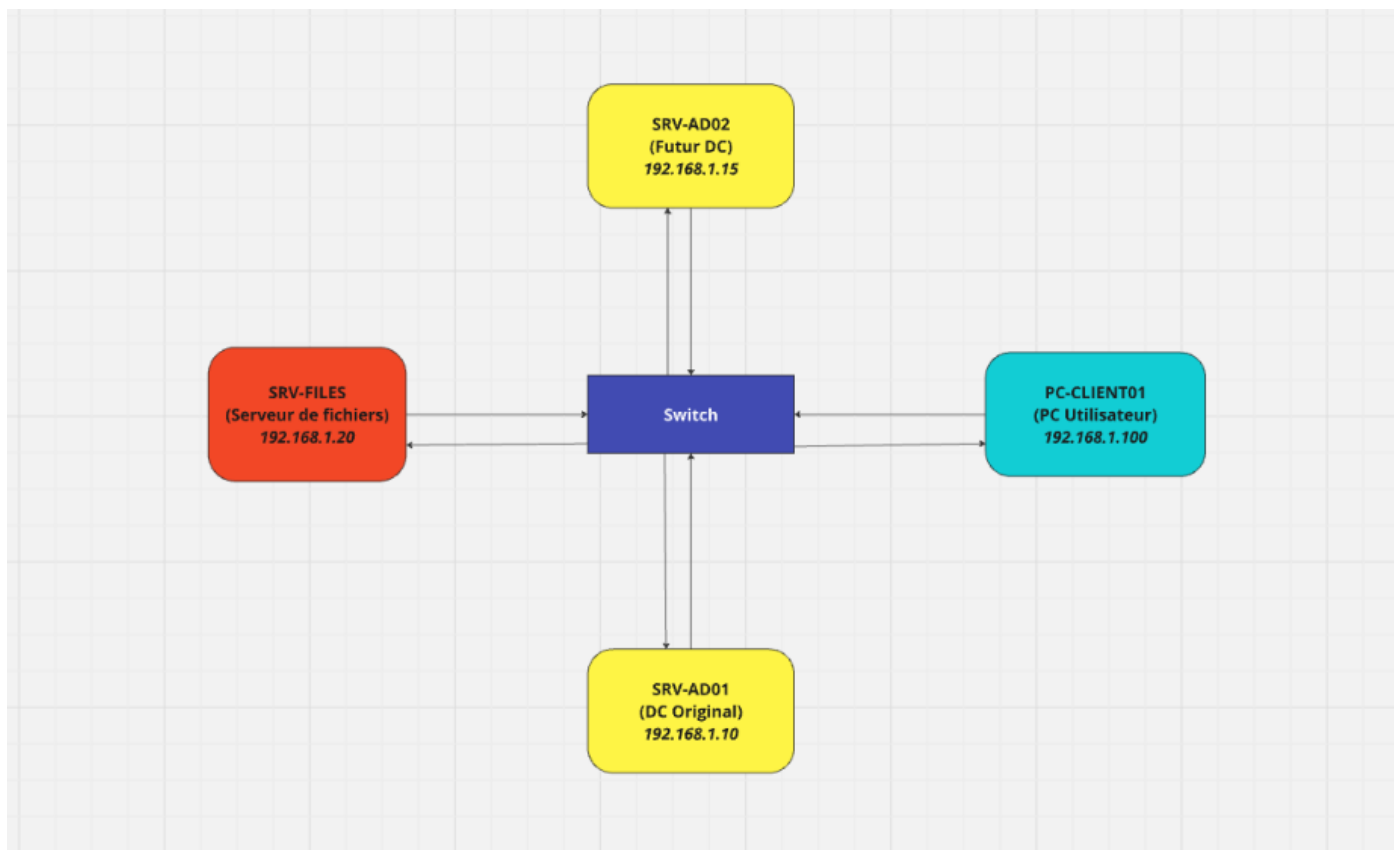 SRV-AD02
(Futur DC)
192.168.1.15
SRV-FILES
(Serveur de fichiers)
192.168.1.20
Switch
PC-CLIENT01
(PC Utilisateur)
192.168.1.100
SRV-AD01
(DC Original)
192.168.1.10